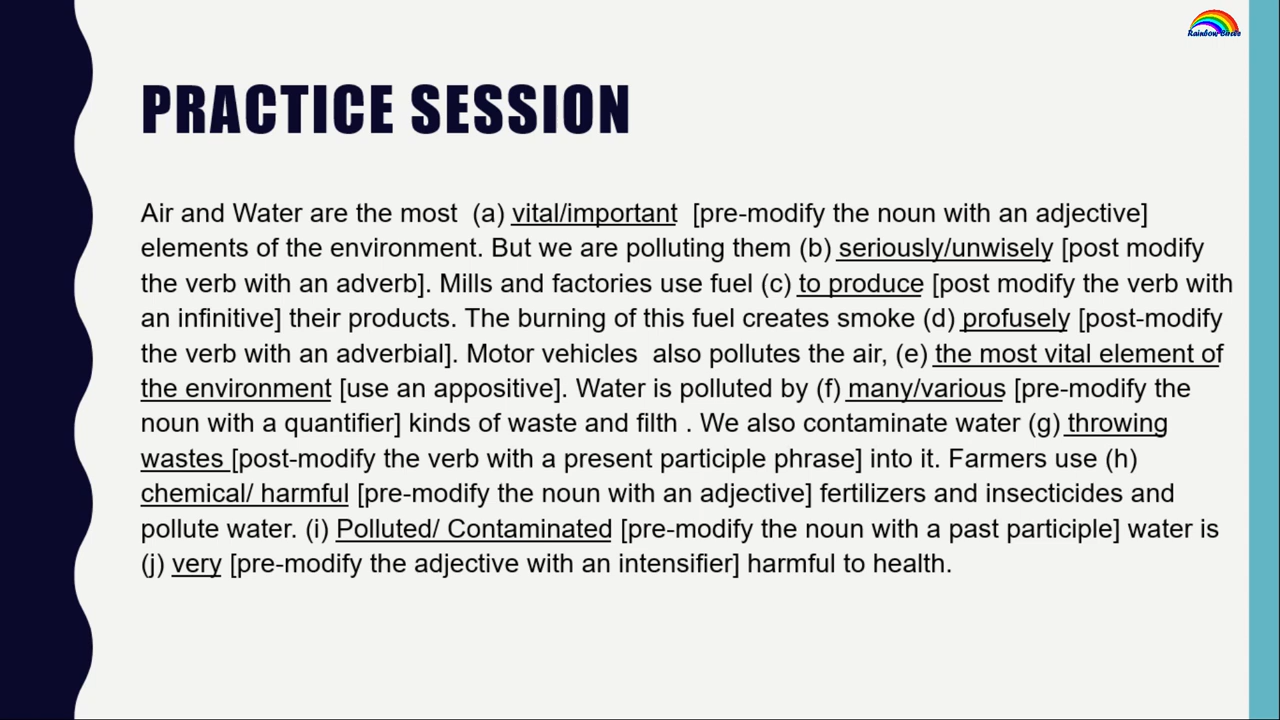 Rainbow Circle
PRACTICE SESSION
Air and Water are the most (a) vital/important [pre-modify the noun with an adjective]
elements of the environment. But we are polluting them (b) seriously/unwisely [post modify
the verb with an adverb]. Mills and factories use fuel (c) to produce [post modify the verb with
an infinitive] their products. The burning of this fuel creates smoke (d) profusely [post-modify
the verb with an adverbial]. Motor vehicles also pollutes the air, (e) the most vital element of
the environment [use an appositive]. Water is polluted by (f) many/various [pre-modify the
noun with a quantifier] kinds of waste and filth . We also contaminate water (g) throwing
wastes [post-modify the verb with a present participle phrase] into it. Farmers use (h)
chemical/ harmful [pre-modify the noun with an adjective] fertilizers and insecticides and
pollute water. (i) Polluted/ Contaminated [pre-modify the noun with a past participle] water is
(j) very [pre-modify the adjective with an intensifier] harmful to health.